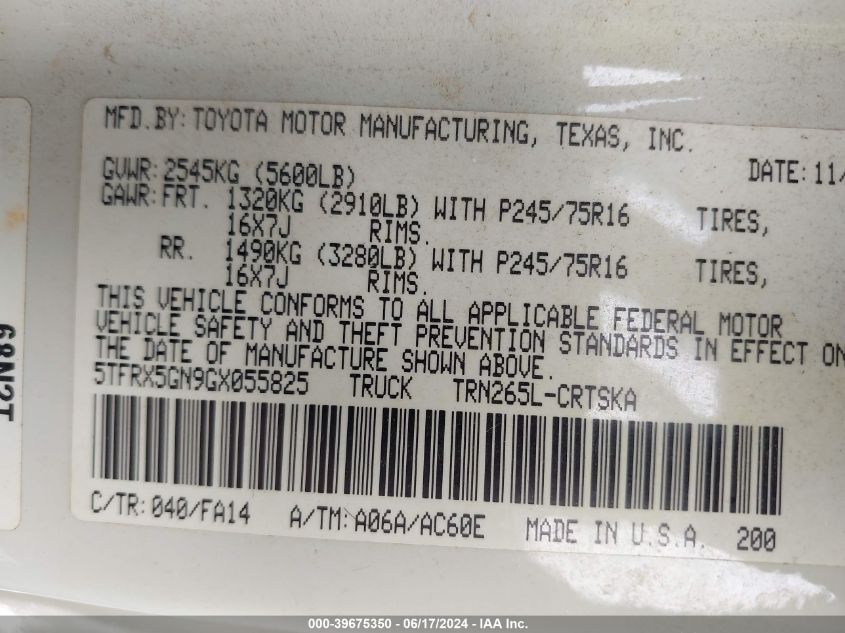 MFD.BY:TOYOTA MOTOR MANUFACTURING, TEXAS, INC.
DATE:11/
GVWR:2545KG (5600LB)
GAWR:FRT. 1320KG (2910LB) WITH P245/75R16 TIRES,
16X7J RIMS.
RR. 1490KG (3280LB) WITH P245/75R16 TIRES,
16X7J RIMS.
THIS VEHICLE CONFORMS TO ALL APPLICABLE FEDERAL MOTOR
VEHICLE SAFETY AND THEFT PREVENTION STANDARDS IN EFFECT ON
THE DATE OF MANUFACTURE SHOWN ABOVE.
5TFRX5GN9GX055825 TRUCK TRN265L-CRTSKA
C/TR:040/FA14 A/TM:A06A/AC60E MADE IN U.S.A. 200
68N2T
000-39675350 - 06/17/2024 - IAA Inc.